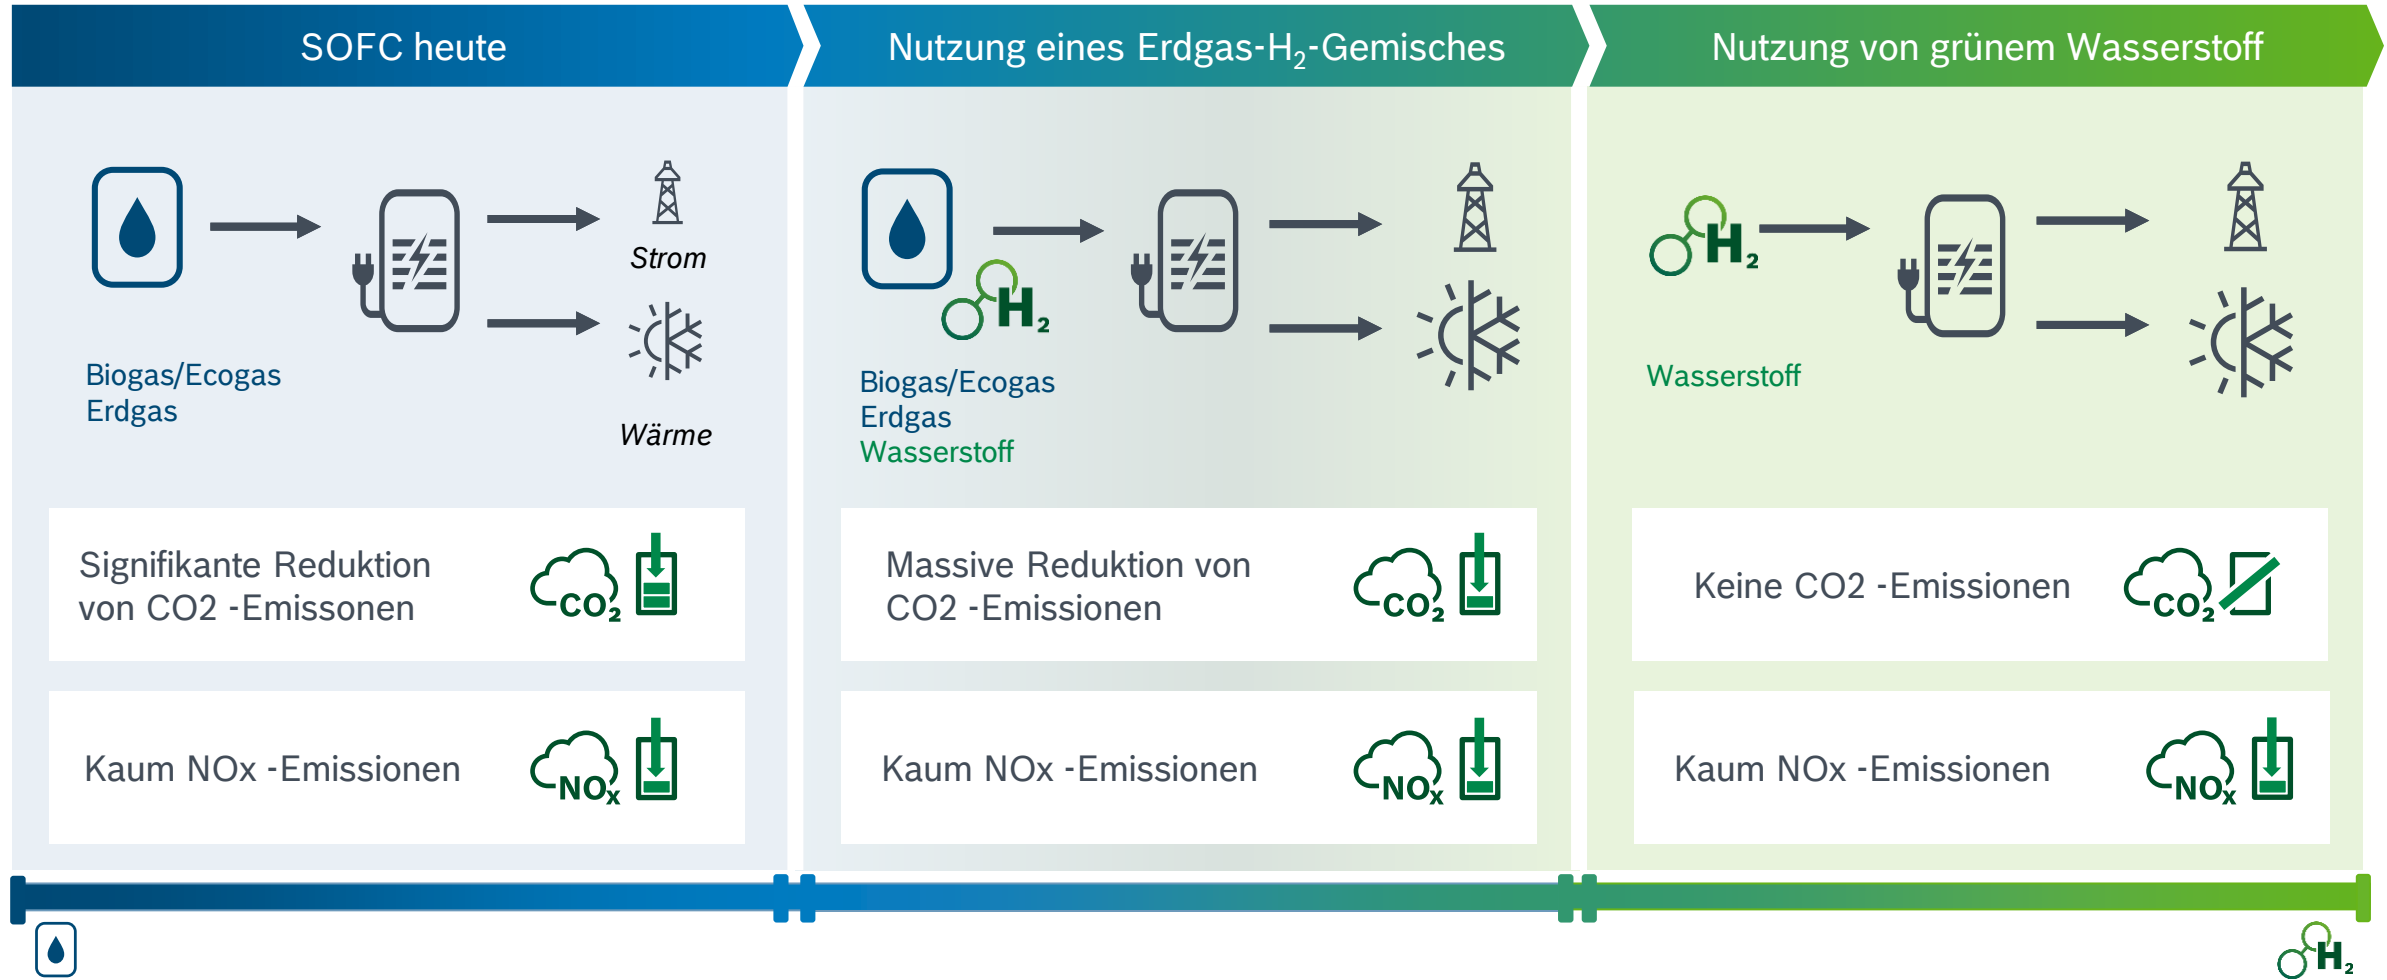 SOFC heute
Nutzung eines Erdgas-H₂-Gemisches
Nutzung von grünem Wasserstoff
Strom
Biogas/Ecogas
Erdgas
Wärme
H₂
Biogas/Ecogas
Erdgas
Wasserstoff
H₂
Wasserstoff
Signifikante Reduktion
von CO2 -Emissonen
CO₂
Massive Reduktion von
CO2 -Emissionen
CO₂
Keine CO2 -Emissionen
CO₂
Kaum NOx -Emissionen
NOₓ
Kaum NOx -Emissionen
NOₓ
Kaum NOx -Emissionen
NOₓ
H₂